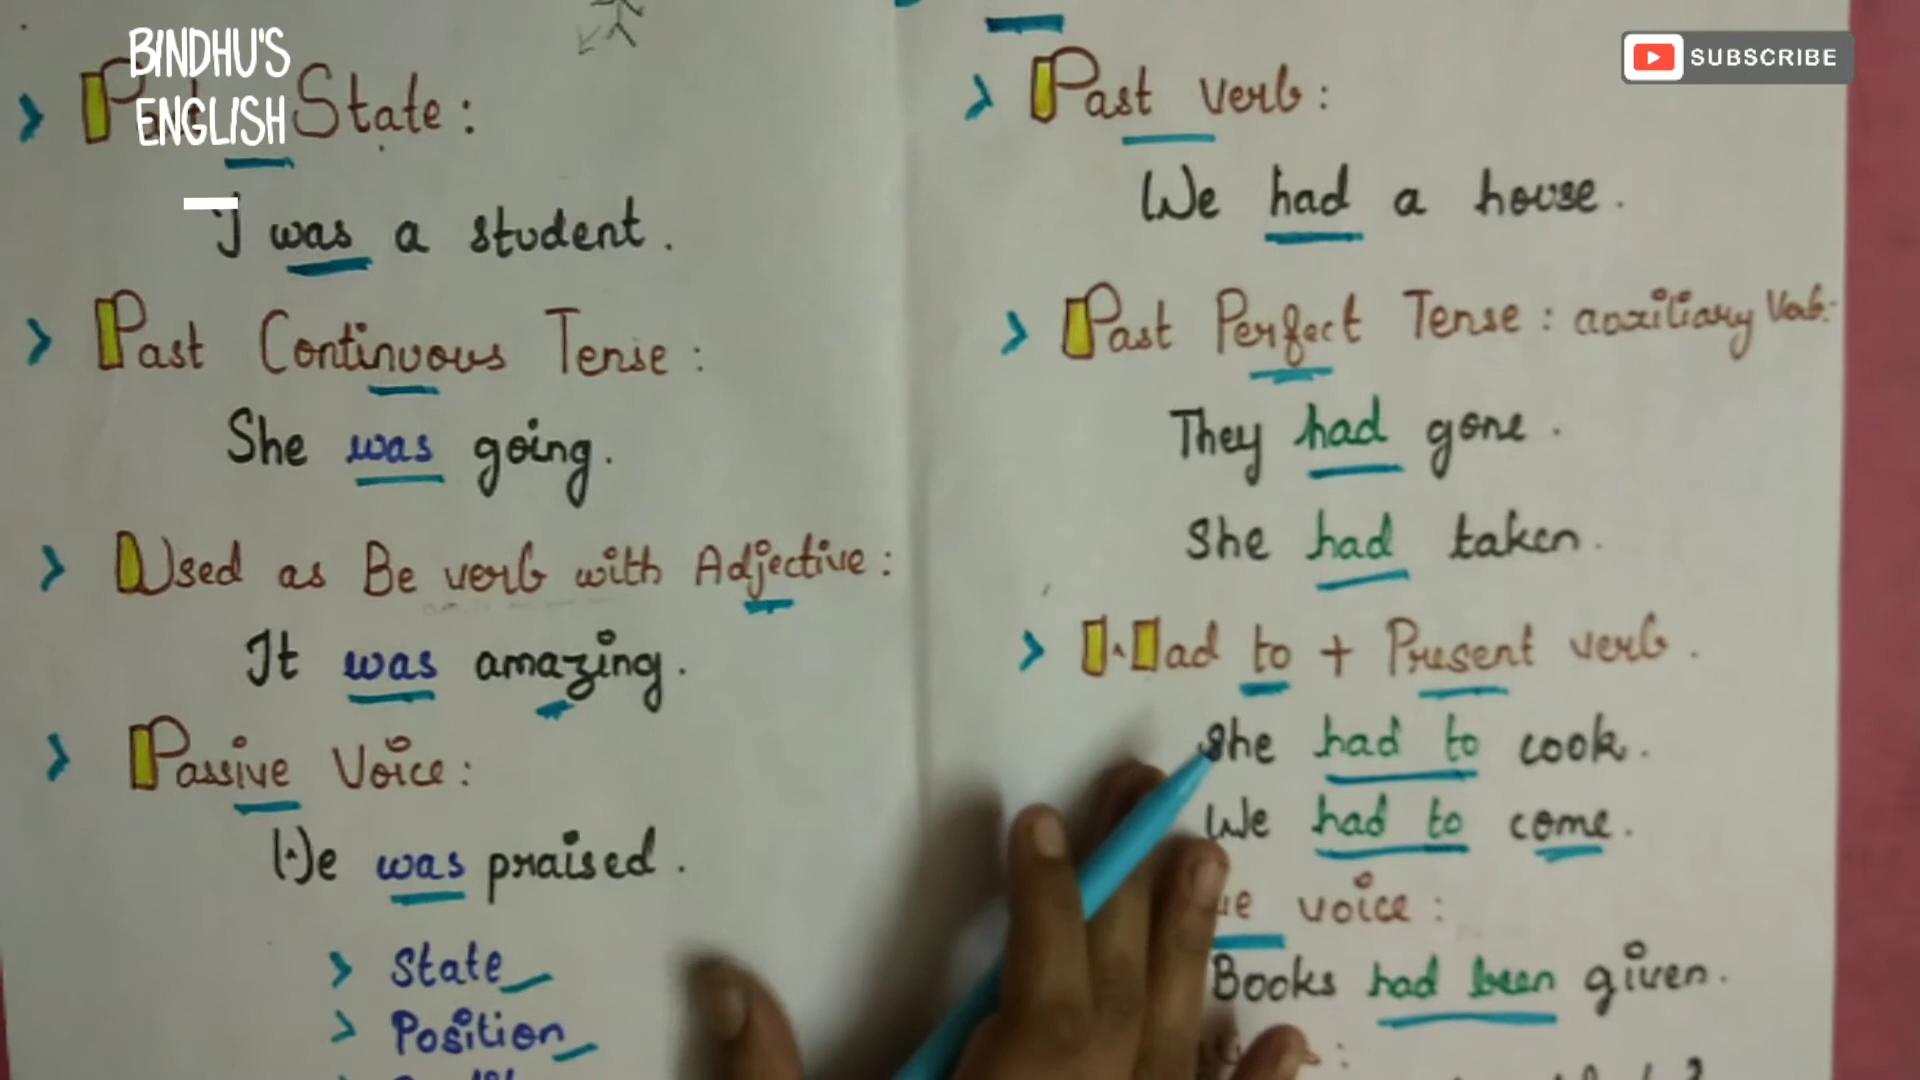 BINDHU'S
ENGLISH
SUBSCRIBE
State:
I was a student.
Past Continuous Tense:
She was going.
Used as Be verb with Adjective:
It was amazing.
Passive Voice:
He was praised.
State
Position
Past verb:
We had a house.
Past Perfect Tense: auxiliary Verb.
They had gone.
She had taken.
Had to + Present verb.
She had to cook.
We had to come.
voice:
Books had been given.